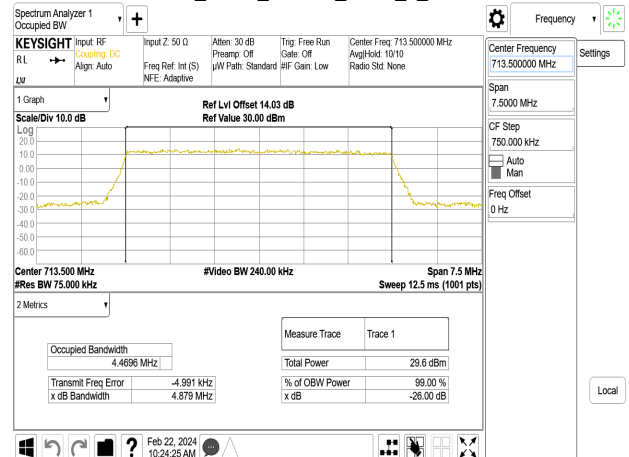 Spectrum Analyzer 1
Occupied BW
Frequency
KEYSIGHT
Input: RF
Coupling: DC
Align: Auto
Input Z: 50 Ω
Freq Ref: Int (S)
NFE: Adaptive
Atten: 30 dB
Preamp: Off
µW Path: Standard
Trig: Free Run
Gate: Off
#IF Gain: Low
Center Freq: 713.500000 MHz
Avg|Hold: 10/10
Radio Std: None
R L
Center Frequency
713.500000 MHz
Settings
Span
7.5000 MHz
CF Step
750.000 kHz
Auto
Man
Freq Offset
0 Hz
Local
1 Graph
Scale/Div 10.0 dB
Ref Lvl Offset 14.03 dB
Ref Value 30.00 dBm
Log
20.0
10.0
0.00
-10.0
-20.0
-30.0
-40.0
-50.0
-60.0
Center 713.500 MHz
#Video BW 240.00 kHz
Span 7.5 MHz
#Res BW 75.000 kHz
Sweep 12.5 ms (1001 pts)
2 Metrics
Measure Trace
Trace 1
Occupied Bandwidth
4.4696 MHz
Total Power
29.6 dBm
Transmit Freq Error
-4.991 kHz
% of OBW Power
99.00 %
x dB Bandwidth
4.879 MHz
x dB
-26.00 dB
?
Feb 22, 2024
10:24:25 AM